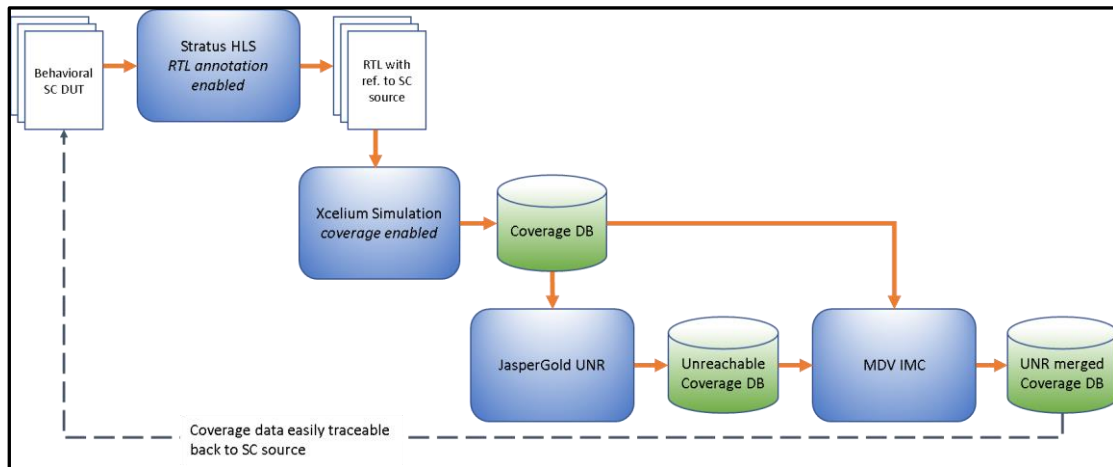 Behavioral
SC DUT
Stratus HLS
RTL annotation
enabled
RTL with
ref. to SC
source
Xcelium Simulation
coverage enabled
Coverage DB
JasperGold UNR
Unreachable
Coverage DB
MDV IMC
UNR merged
Coverage DB
Coverage data easily traceable
back to SC source